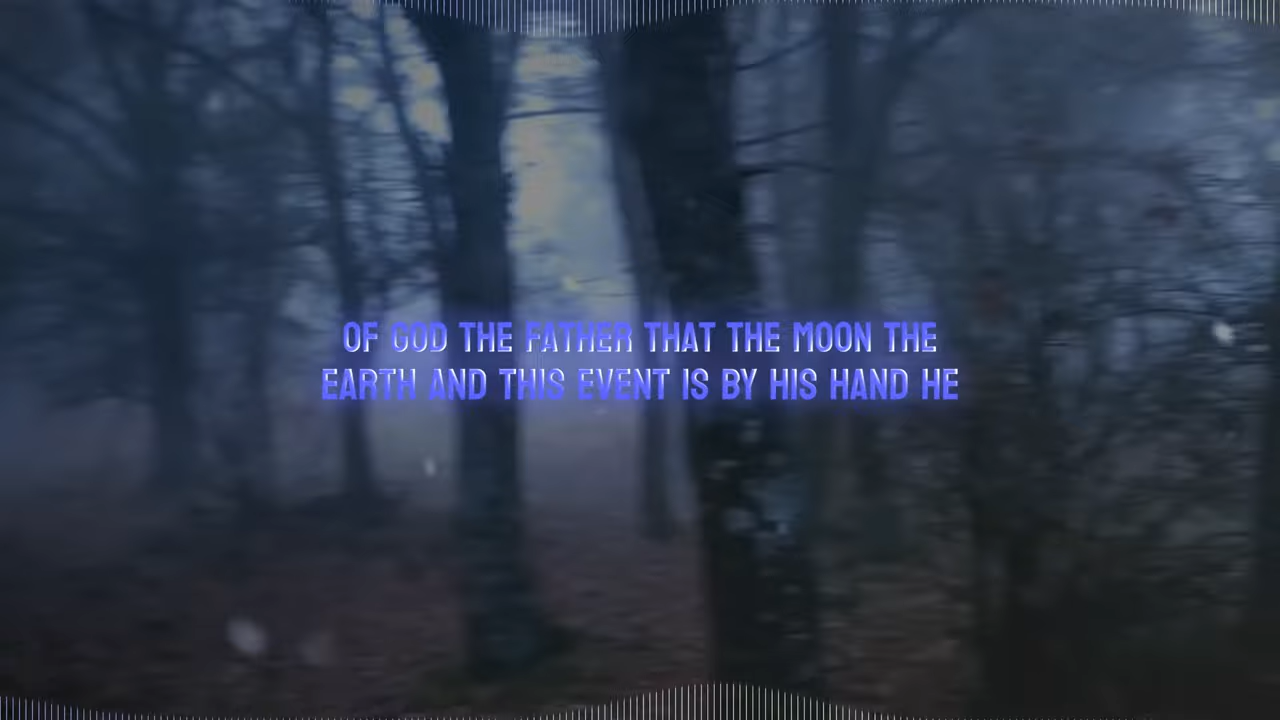 OF GOD THE FATHER THAT THE MOON THE
EARTH AND THIS EVENT IS BY HIS HAND HE